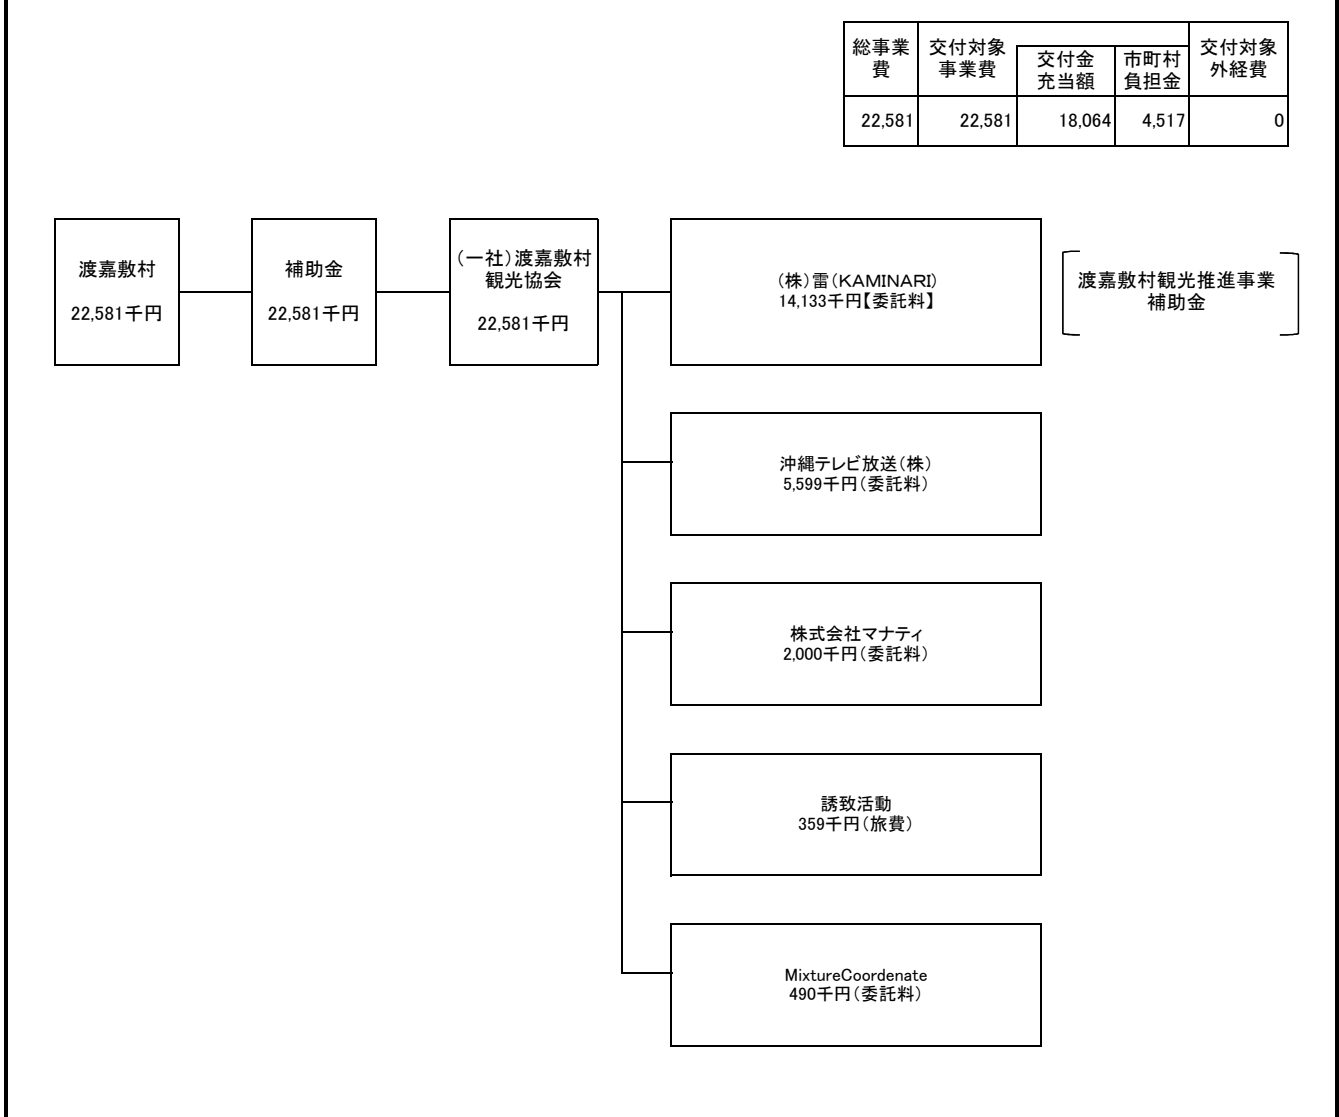 総事業
費
交付対象
事業費
交付金
充当額
市町村
負担金
交付対象
外経費
22,581
22,581
18,064
4,517
0
渡嘉敷村
22,581千円
補助金
22,581千円
（一社）渡嘉敷村
観光協会
22,581千円
（株）雷（KAMINARI）
14,133千円【委託料】
渡嘉敷村観光推進事業
補助金
沖縄テレビ放送（株）
5,599千円（委託料）
株式会社マナティ
2,000千円（委託料）
誘致活動
359千円（旅費）
MixtureCoordenate
490千円（委託料）